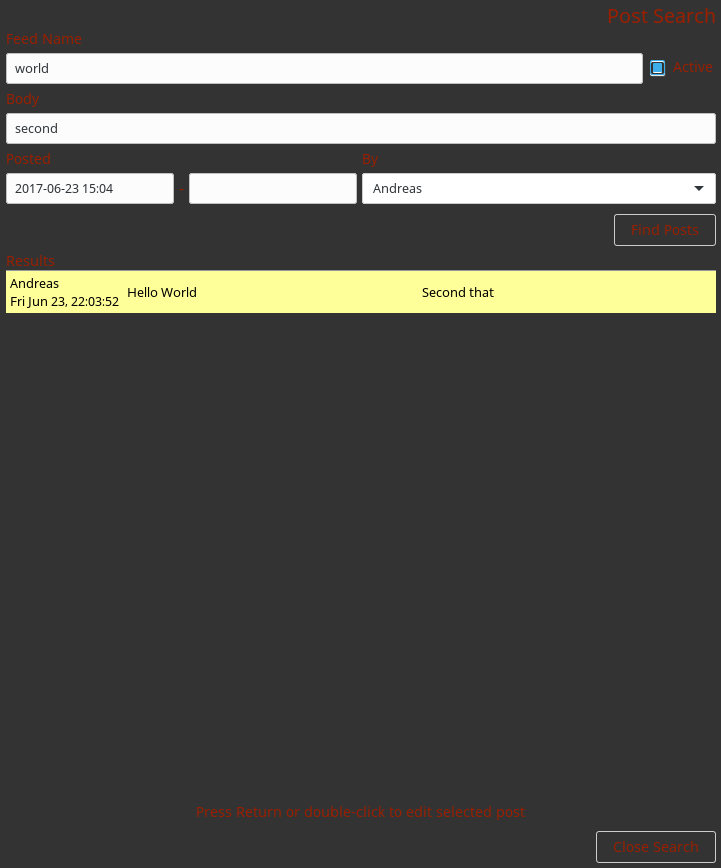 Post Search
Feed Name
world
Active
Body
second
Posted
By
2017-06-23 15:04
Andreas
Find Posts
Results
Andreas
Fri Jun 23, 22:03:52
Hello World
Second that
Press Return or double-click to edit selected post
Close Search